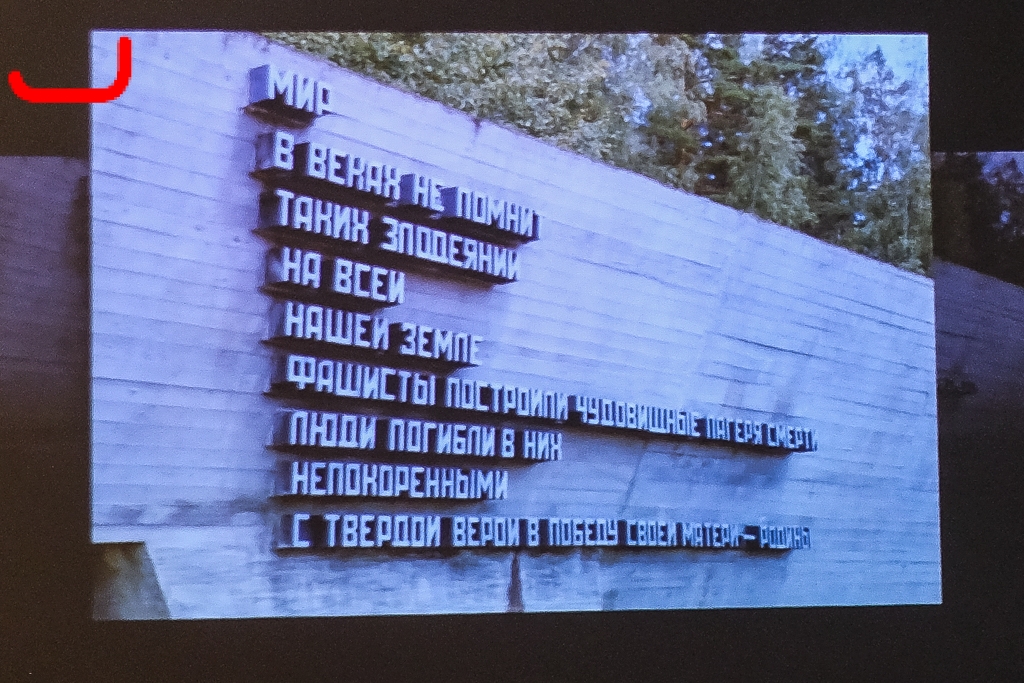 МИР
В ВЕКАХ НЕ ПОМНИТ
ТАКИХ ЗЛОДЕЯНИЙ
НА ВСЕЙ
НАШЕЙ ЗЕМЛЕ
ФАШИСТЫ ПОСТРОИЛИ ЧУДОВИЩНЫЕ ЛАГЕРЯ СМЕРТИ
ЛЮДИ ПОГИБЛИ В НИХ
НЕПОКОРЕННЫМИ
С ТВЕРДОЙ ВЕРОЙ В ПОБЕДУ СВОЕЙ МАТЕРИ — РОДИНЫ